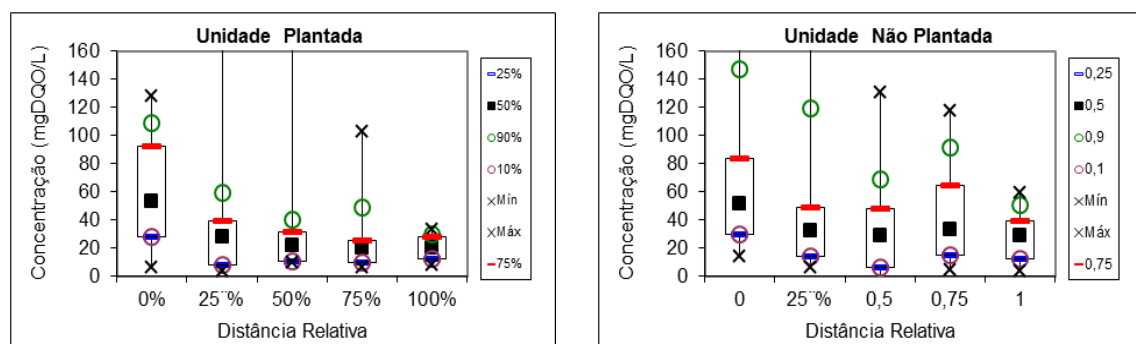 Unidade Plantada
Concentração (mgDQO/L)
160
140
120
100
80
60
40
20
0
0% 25¨% 50% 75% 100%
Distância Relativa
25%
50%
90%
10%
Mín
Máx
75%
Unidade Não Plantada
Concentração (mgDQO/L)
160
140
120
100
80
60
40
20
0
0 25¨% 0,5 0,75 1
Distância Relativa
0,25
0,5
0,9
0,1
Mín
Máx
0,75